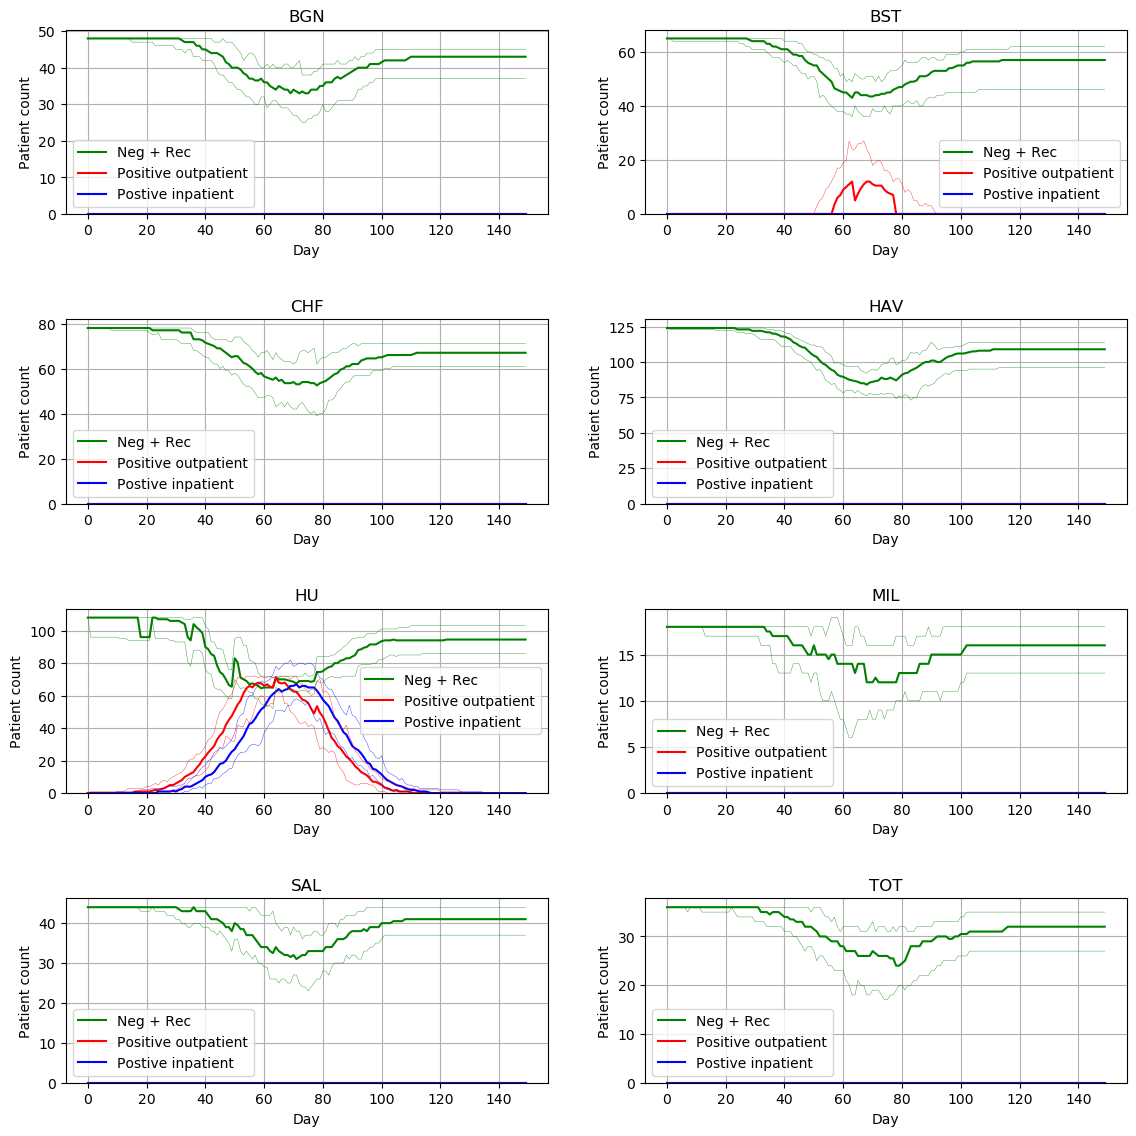 BGN
Patient count
50
40
30
20
10
0
Neg + Rec
Positive outpatient
Postive inpatient
0 20 40 60 80 100 120 140
Day
BST
Patient count
60
40
20
0
Neg + Rec
Positive outpatient
Postive inpatient
0 20 40 60 80 100 120 140
Day
CHF
Patient count
80
60
40
20
0
Neg + Rec
Positive outpatient
Postive inpatient
0 20 40 60 80 100 120 140
Day
HAV
Patient count
125
100
75
50
25
0
Neg + Rec
Positive outpatient
Postive inpatient
0 20 40 60 80 100 120 140
Day
HU
Patient count
100
80
60
40
20
0
Neg + Rec
Positive outpatient
Postive inpatient
0 20 40 60 80 100 120 140
Day
MIL
Patient count
15
10
5
0
Neg + Rec
Positive outpatient
Postive inpatient
0 20 40 60 80 100 120 140
Day
SAL
Patient count
40
30
20
10
0
Neg + Rec
Positive outpatient
Postive inpatient
0 20 40 60 80 100 120 140
Day
TOT
Patient count
30
20
10
0
Neg + Rec
Positive outpatient
Postive inpatient
0 20 40 60 80 100 120 140
Day